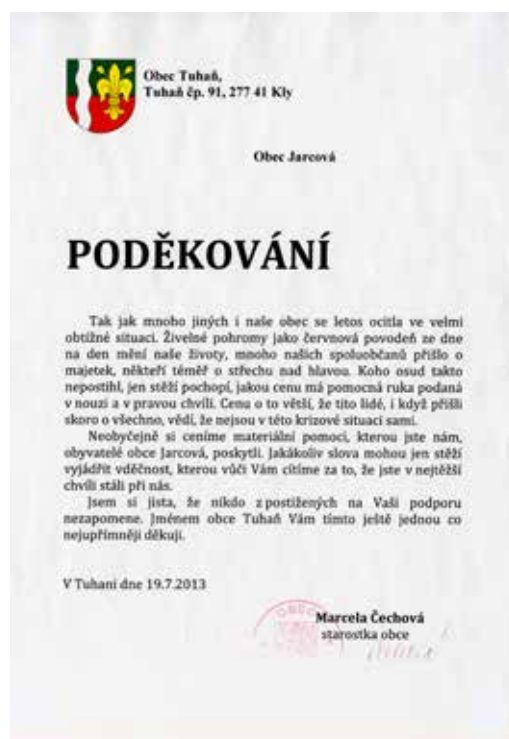 Obec Tuhaň,
Tuhaň čp. 91, 277 41 Kly
Obec Jarcová
PODĚKOVÁNÍ
Tak jak mnoho jiných i naše obec se letos ocitla ve velmi
obtížné situaci. Živelné pohromy jako červnová povodeň ze dne
na den mění naše životy, mnoho našich spoluobčanů přišlo o
majetek, někteří téměř o střechu nad hlavou. Koho osud takto
nepostihl, jen stěží pochopí, jakou cenu má pomocná ruka podaná
v nouzi a v pravou chvíli. Cenu o to větší, že tito lidé, i když přišli
skoro o všechno, vědí, že nejsou v této krizové situaci sami.
Neobyčejně si ceníme materiální pomoci, kterou jste nám,
obyvatelé obce Jarcová, poskytli. Jakákoliv slova mohou jen stěží
vyjádřit vděčnost, kterou vůči Vám cítíme za to, že jste v nejtěžší
chvíli stáli při nás.
Jsem si jista, že nikdo z postižených na Vaši podporu
nezapomene. Jménem obce Tuhaň Vám tímto ještě jednou co
nejupřímněji děkuji.
V Tuhani dne 19.7.2013
OBEC
Marcela Čechová
starostka obce